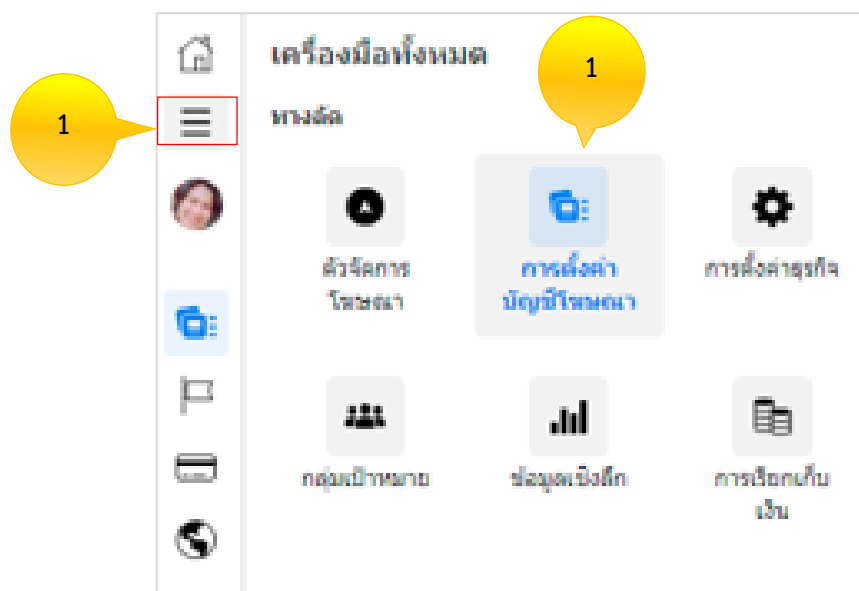 เครื่องมือทั้งหมด
1
1
ทางลัด
ตัวจัดการ
โฆษณา
การตั้งค่า
บัญชีโฆษณา
การตั้งค่าธุรกิจ
กลุ่มเป้าหมาย
ข้อมูลเชิงลึก
การเรียกเก็บ
เงิน